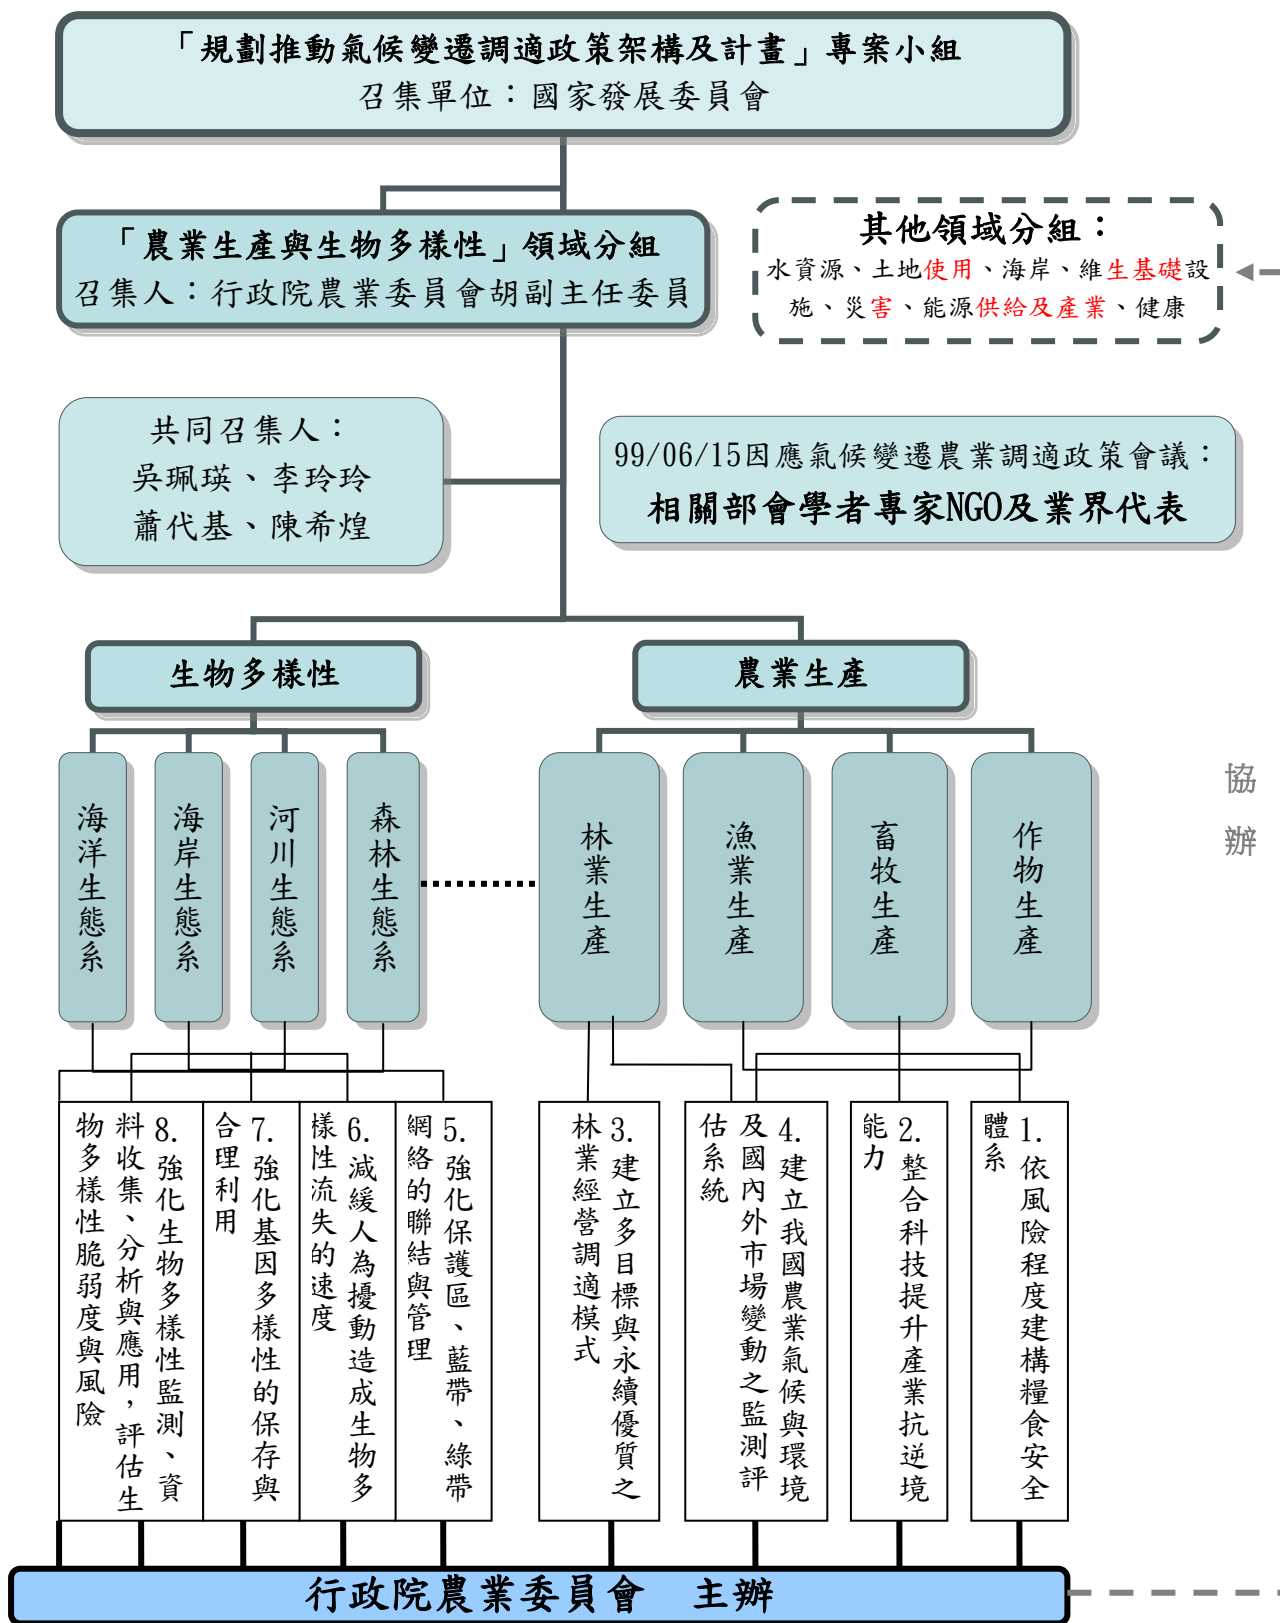 「規劃推動氣候變遷調適政策架構及計畫」專案小組
召集單位：國家發展委員會
「農業生產與生物多樣性」領域分組
召集人：行政院農業委員會胡副主任委員
其他領域分組：
水資源、土地使用、海岸、維生基礎設
施、災害、能源供給及產業、健康
共同召集人：
吳珮瑛、李玲玲
蕭代基、陳希煌
99/06/15因應氣候變遷農業調適政策會議：
相關部會學者專家NGO及業界代表
生物多樣性
農業生產
海洋生態系
海岸生態系
河川生態系
森林生態系
林業生產
漁業生產
畜牧生產
作物生產
協辦
8.強化生物多樣性監測、資
料收集、分析與應用，評估生
物多樣性脆弱度與風險
7.強化基因多樣性的保存與
合理利用
6.減緩人為擾動造成生物多
樣性流失的速度
5.強化保護區、藍帶、綠帶
網絡的聯結與管理
3.建立多目標與永續優質之
林業經營調適模式
4.建立我國農業氣候與環境
及國內外市場變動之監測評
估系統
2.整合科技提升產業抗逆境
能力
1.依風險程度建構糧食安全
體系
行政院農業委員會　主辦